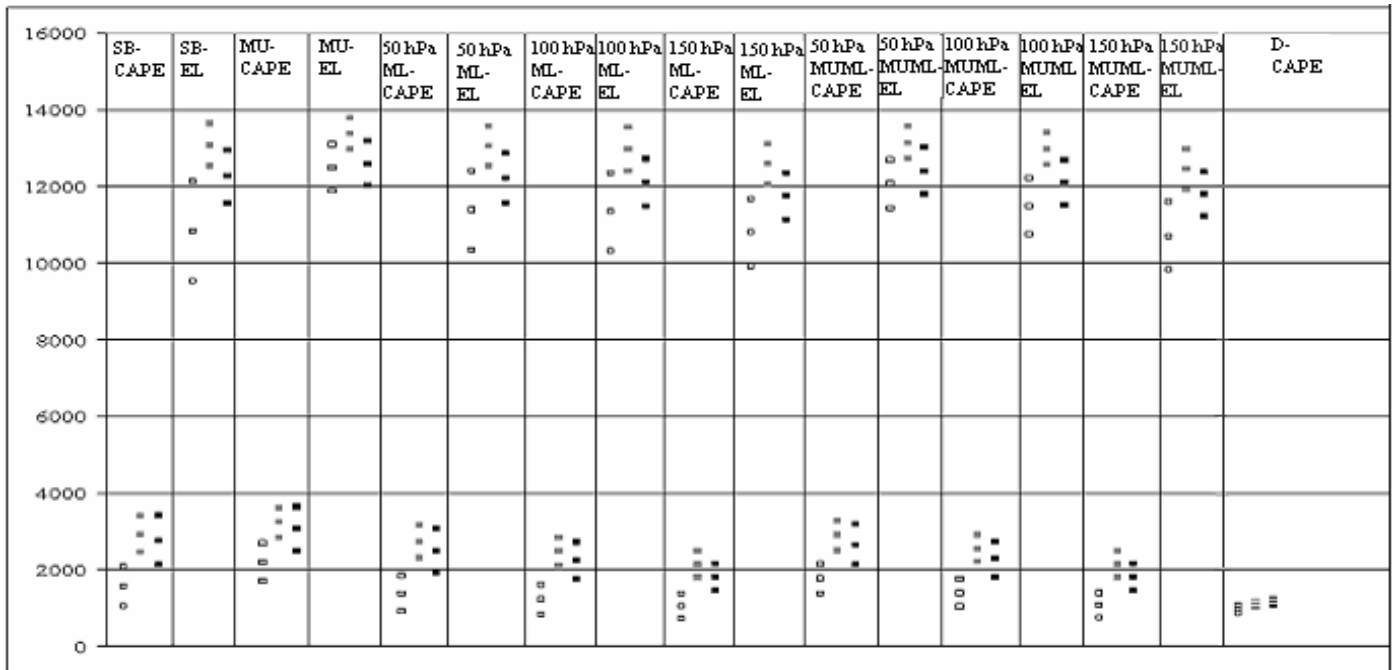 16000
14000
12000
10000
8000
6000
4000
2000
0
SB-
CAPE
SB-
EL
MU-
CAPE
MU-
EL
50 hPa
ML-
CAPE
50 hPa
ML-
EL
100 hPa
ML-
CAPE
100 hPa
ML-
EL
150 hPa
ML-
CAPE
150 hPa
ML-
EL
50 hPa
MUML-
CAPE
50 hPa
MUML-
EL
100 hPa
MUML-
CAPE
100 hPa
MUML
EL
150 hPa
MUML-
CAPE
150 hPa
MUML-
EL
D-
CAPE